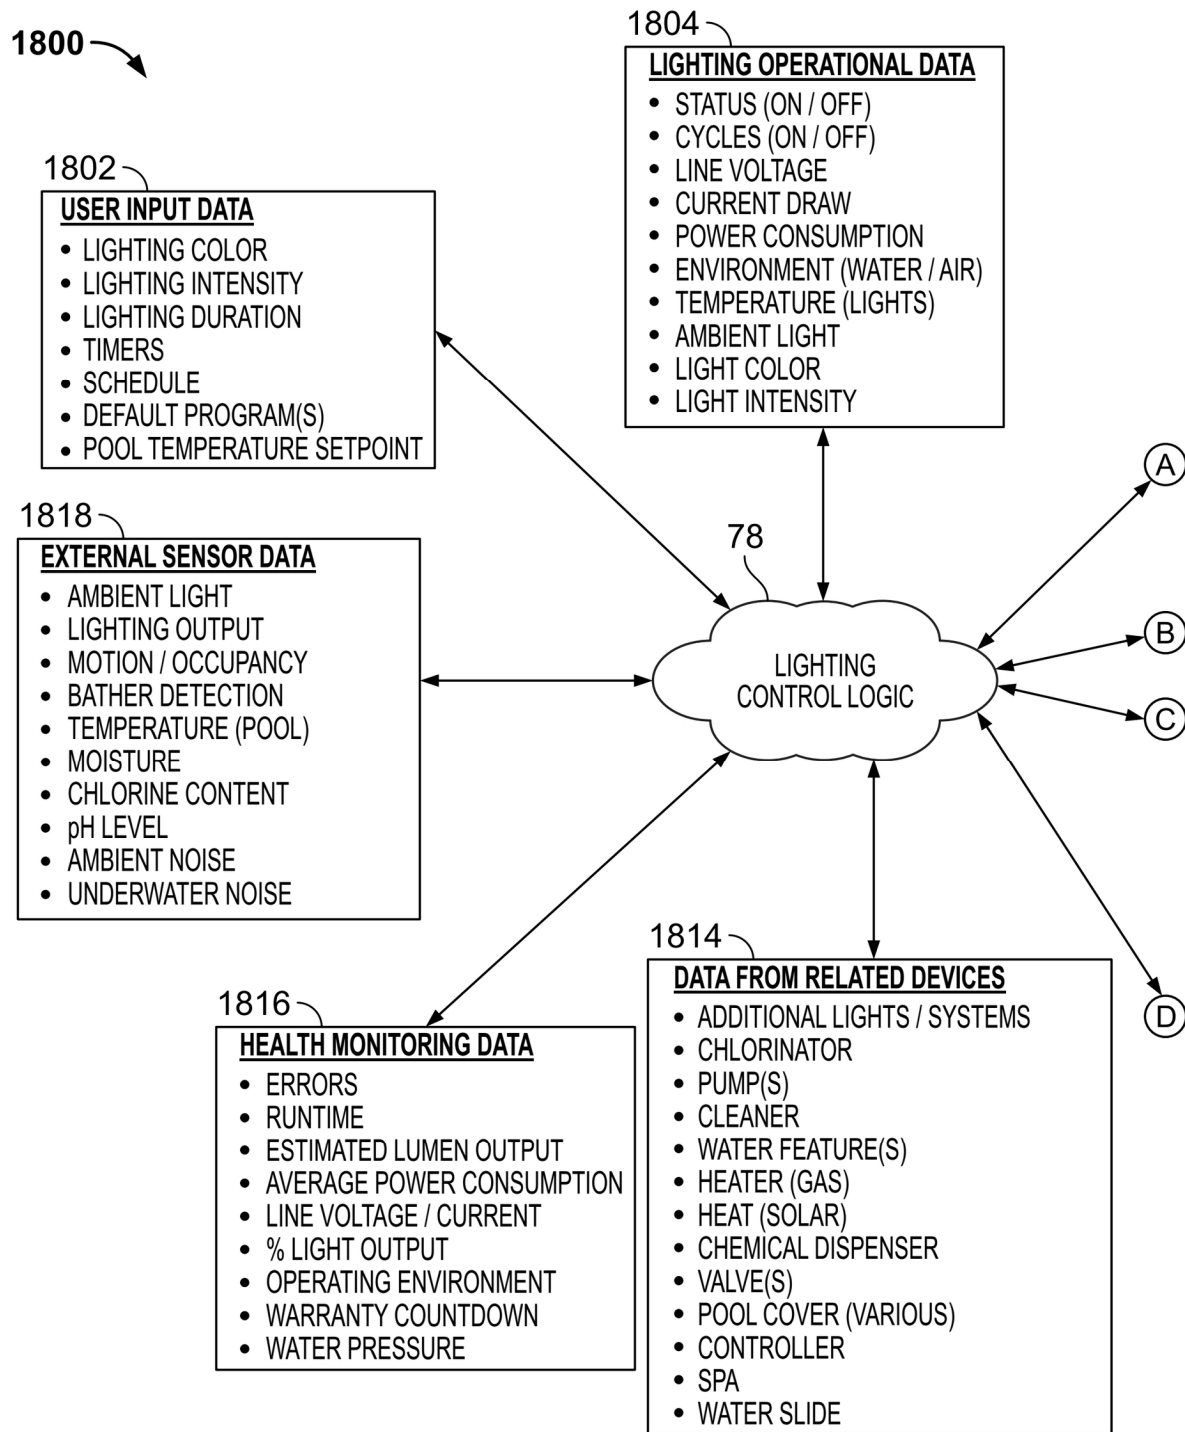 1800
1804
LIGHTING OPERATIONAL DATA
• STATUS (ON / OFF)
• CYCLES (ON / OFF)
• LINE VOLTAGE
• CURRENT DRAW
• POWER CONSUMPTION
• ENVIRONMENT (WATER / AIR)
• TEMPERATURE (LIGHTS)
• AMBIENT LIGHT
• LIGHT COLOR
• LIGHT INTENSITY
1802
USER INPUT DATA
• LIGHTING COLOR
• LIGHTING INTENSITY
• LIGHTING DURATION
• TIMERS
• SCHEDULE
• DEFAULT PROGRAM(S)
• POOL TEMPERATURE SETPOINT
1818
EXTERNAL SENSOR DATA
• AMBIENT LIGHT
• LIGHTING OUTPUT
• MOTION / OCCUPANCY
• BATHER DETECTION
• TEMPERATURE (POOL)
• MOISTURE
• CHLORINE CONTENT
• pH LEVEL
• AMBIENT NOISE
• UNDERWATER NOISE
78
LIGHTING
CONTROL LOGIC
A
B
C
D
1816
HEALTH MONITORING DATA
• ERRORS
• RUNTIME
• ESTIMATED LUMEN OUTPUT
• AVERAGE POWER CONSUMPTION
• LINE VOLTAGE / CURRENT
• % LIGHT OUTPUT
• OPERATING ENVIRONMENT
• WARRANTY COUNTDOWN
• WATER PRESSURE
1814
DATA FROM RELATED DEVICES
• ADDITIONAL LIGHTS / SYSTEMS
• CHLORINATOR
• PUMP(S)
• CLEANER
• WATER FEATURE(S)
• HEATER (GAS)
• HEAT (SOLAR)
• CHEMICAL DISPENSER
• VALVE(S)
• POOL COVER (VARIOUS)
• CONTROLLER
• SPA
• WATER SLIDE